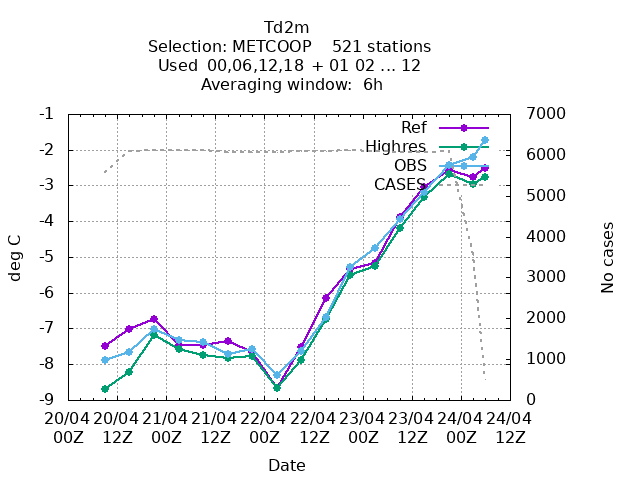 Td2m
Selection: METCOOP    521 stations
Used  00,06,12,18  + 01 02 ... 12
Averaging window:  6h
-1
-2
-3
-4
-5
-6
-7
-8
-9
7000
6000
5000
4000
3000
2000
1000
0
Ref
Highres
OBS
CASES
deg C
No cases
20/04 20/04 21/04 21/04 22/04 22/04 23/04 23/04 24/04 24/04
00Z 12Z 00Z 12Z 00Z 12Z 00Z 12Z 00Z 12Z
Date